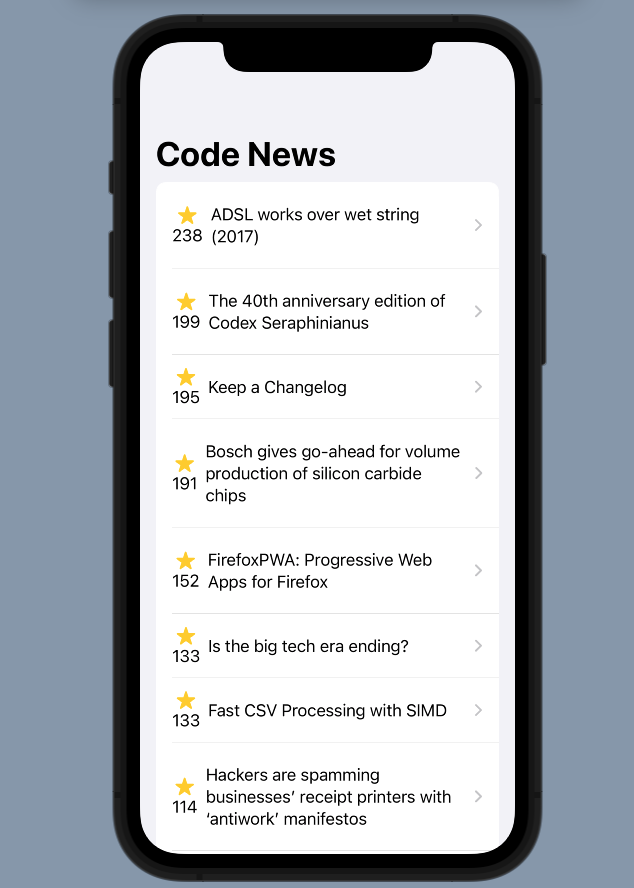 Code News
ADSL works over wet string
238 (2017)
The 40th anniversary edition of
199 Codex Seraphinianus
195 Keep a Changelog
Bosch gives go-ahead for volume
191 production of silicon carbide
chips
FirefoxPWA: Progressive Web
152 Apps for Firefox
133 Is the big tech era ending?
133 Fast CSV Processing with SIMD
Hackers are spamming
114 businesses’ receipt printers with
‘antiwork’ manifestos